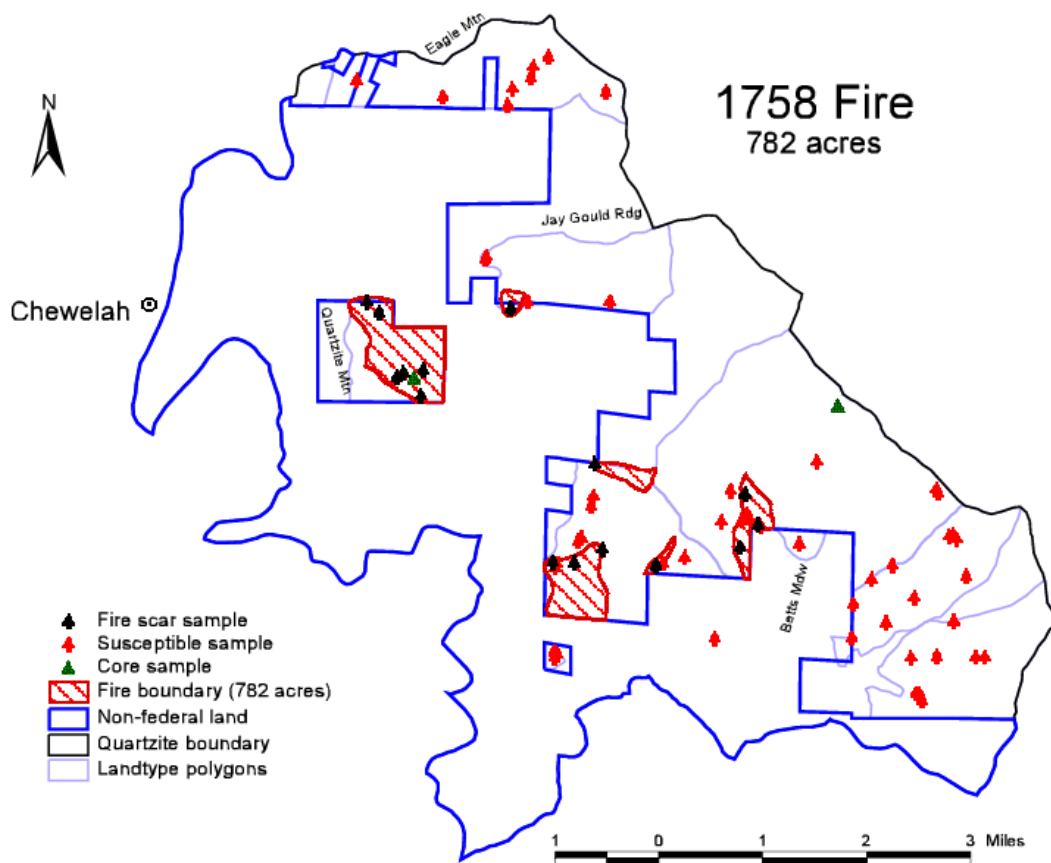 Eagle Mtn
1758 Fire
782 acres
N
Jay Gould Rdg
Chewelah
Quartzite Mtn
Betts Mdw
Fire scar sample
Susceptible sample
Core sample
Fire boundary (782 acres)
Non-federal land
Quartzite boundary
Landtype polygons
1 0 1 2 3 Miles